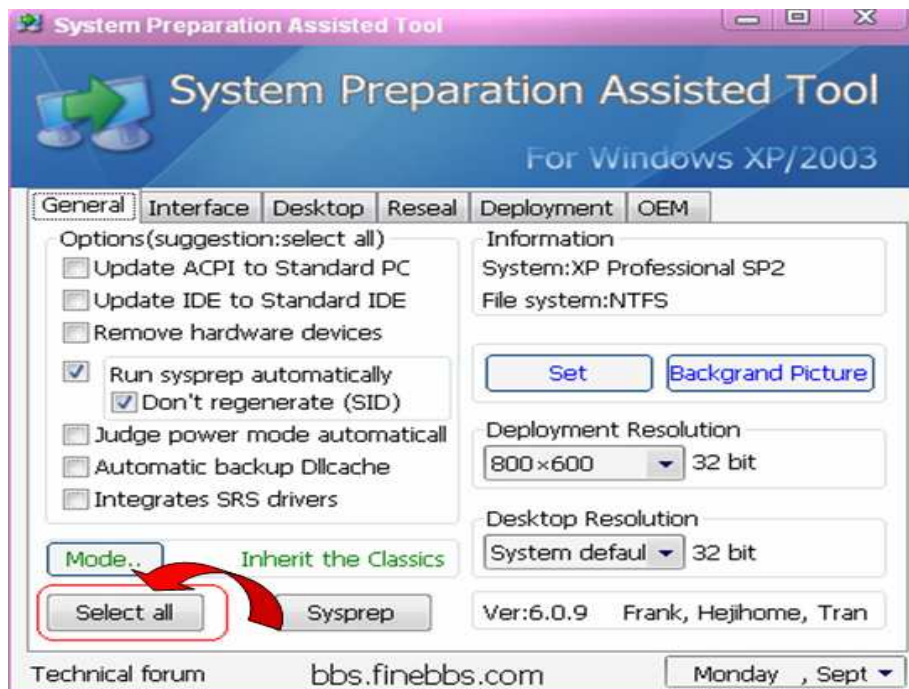 System Preparation Assisted Tool
System Preparation Assisted Tool
For Windows XP/2003
General Interface Desktop Reseal Deployment OEM
Options(suggestion:select all)
Update ACPI to Standard PC
Update IDE to Standard IDE
Remove hardware devices
Run sysprep automatically
Don't regenerate (SID)
Judge power mode automaticall
Automatic backup Dllcache
Integrates SRS drivers
Mode..
Inherit the Classics
Select all
Sysprep
Information
System:XP Professional SP2
File system:NTFS
Set
Backgrand Picture
Deployment Resolution
800×600 32 bit
Desktop Resolution
System defaul 32 bit
Ver:6.0.9 Frank, Hejihome, Tran
Technical forum bbs.finebbs.com Monday , Sept